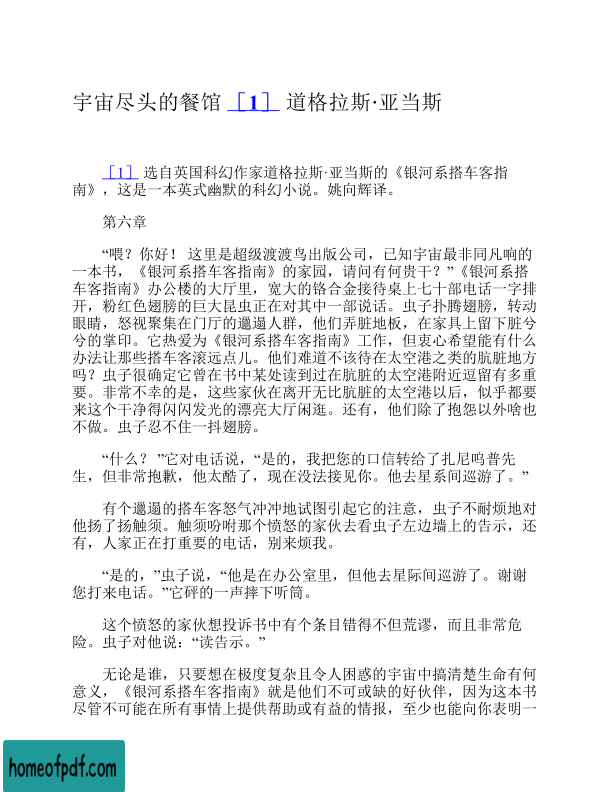 宇宙尽头的餐馆［1］ 道格拉斯·亚当斯
［1］ 选自英国科幻作家道格拉斯·亚当斯的《银河系搭车客指
南》，这是一本英式幽默的科幻小说。姚向辉译。
第六章
“喂？你好！ 这里是超级渡渡鸟出版公司，已知宇宙最非同凡响的
一本书，《银河系搭车客指南》的家园，请问有何贵干？”《银河系搭
车客指南》办公楼的大厅里，宽大的铬合金接待桌上七十部电话一字排
开，粉红色翅膀的巨大昆虫正在对其中一部说话。虫子扑腾翅膀，转动
眼睛，怒视聚集在门厅的邋遢人群，他们弄脏地板，在家具上留下脏兮
兮的掌印。它热爱为《银河系搭车客指南》工作，但衷心希望能有什么
办法让那些搭车客滚远点儿。他们难道不该待在太空港之类的肮脏地方
吗？虫子很确定它曾在书中某处读到过在肮脏的太空港附近逗留有多重
要。非常不幸的是，这些家伙在离开无比肮脏的太空港以后，似乎都要
来这个干净得闪闪发光的漂亮大厅闲逛。还有，他们除了抱怨以外啥也
不做。虫子忍不住一抖翅膀。
“什么？ ”它对电话说，“是的，我把您的口信转给了扎尼呜普先
生，但非常抱歉，他太酷了，现在没法接见你。他去星系间巡游了。”
有个邋遢的搭车客怒气冲冲地试图引起它的注意，虫子不耐烦地对
他扬了扬触须。触须吩咐那个愤怒的家伙去看虫子左边墙上的告示，还
有，人家正在打重要的电话，别来烦我。
“是的，”虫子说，“他是在办公室里，但他去星际间巡游了。谢谢
您打来电话。”它砰的一声摔下听筒。
这个愤怒的家伙想投诉书中有个条目错得不但荒谬，而且非常危
险。虫子对他说：“读告示。”
无论是谁，只要想在极度复杂且令人困惑的宇宙中搞清楚生命有何
意义，《银河系搭车客指南》就是他们不可或缺的好伙伴，因为这本书
尽管不可能在所有事情上提供帮助或有益的情报，至少也能向你表明一
homeofpdf.com